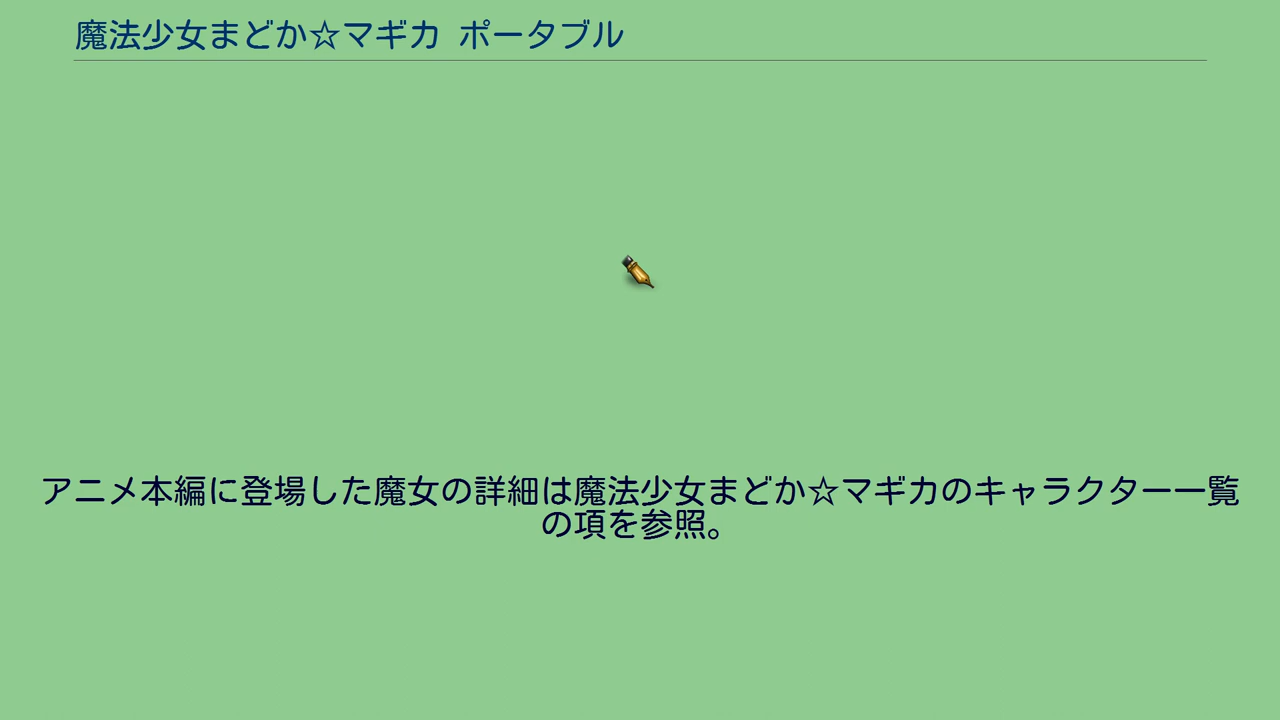 魔法少女まどか☆マギカ ポータブル
アニメ本編に登場した魔女の詳細は魔法少女まどか☆マギカのキャラクター一覧
の項を参照。